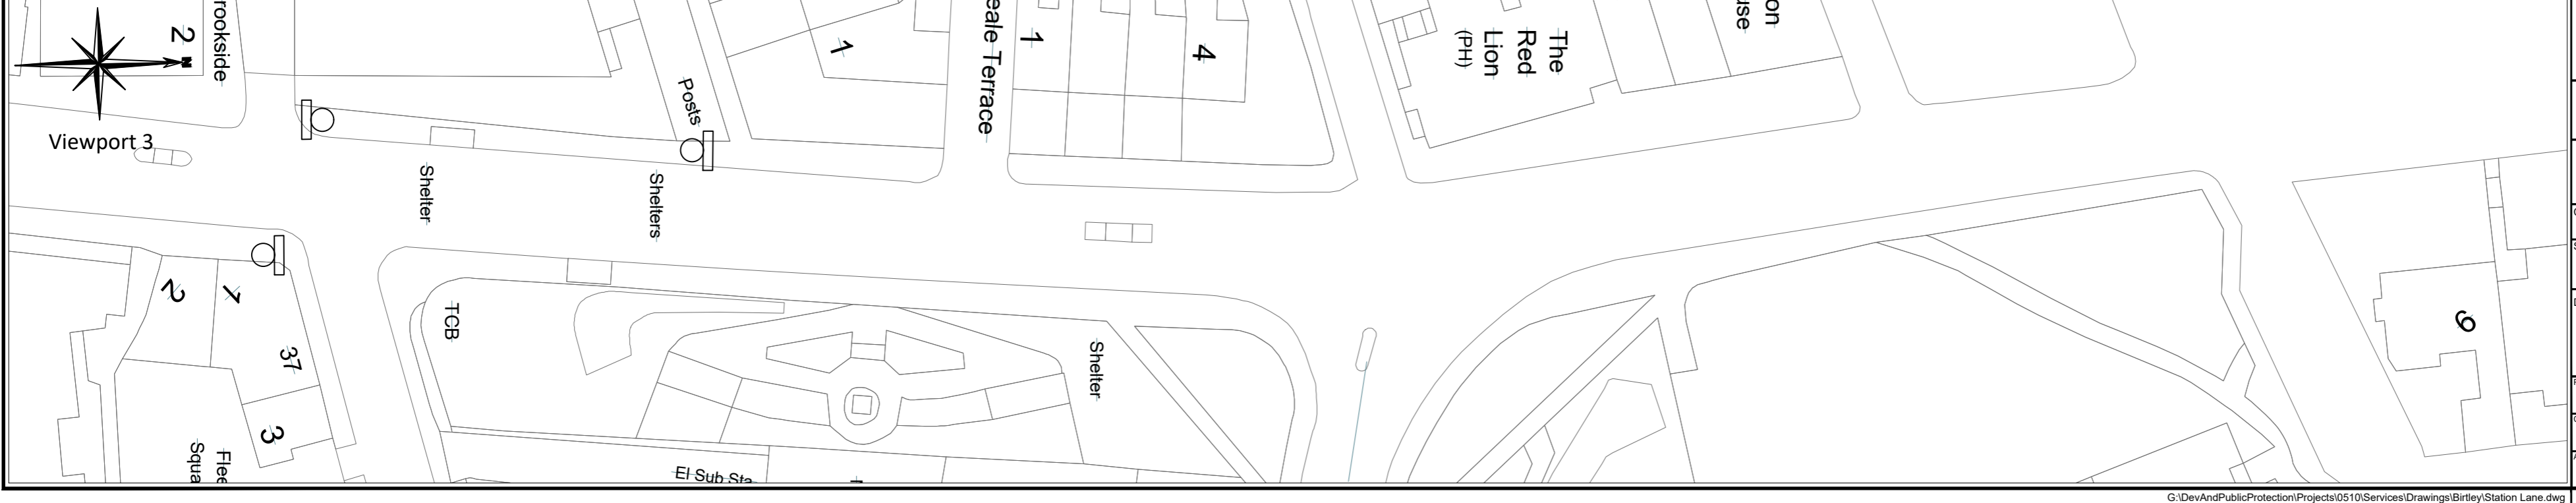 2
rookside
N
Viewport 3
Posts
1
eale Terrace
1
4
The
Red
Lion
(PH)
on
use
Shelter
Shelters
2
1
37
3
Flee
Squa
TCB
Shelter
El Sub Sta
9
G:\DevAndPublicProtection\Projects\0510\Services\Drawings\Birtley\Station Lane.dwg